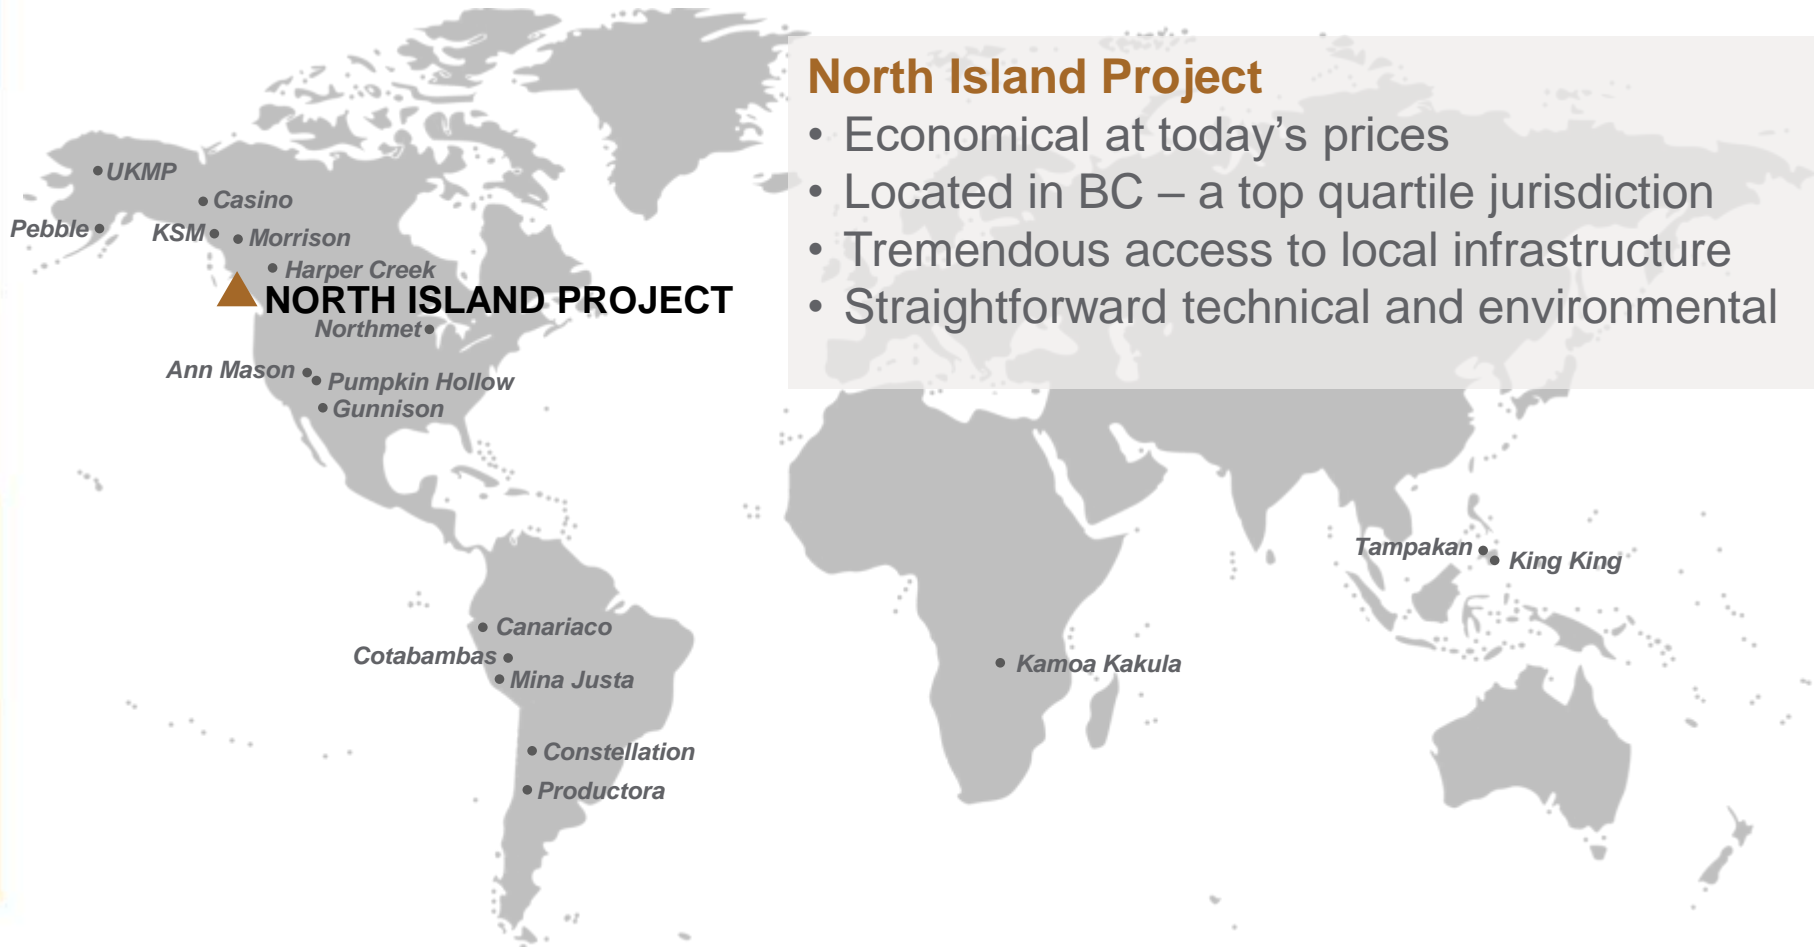 North Island Project
• Economical at today’s prices
• Located in BC – a top quartile jurisdiction
• Tremendous access to local infrastructure
• Straightforward technical and environmental
UKMP
Casino
Pebble
KSM
Morrison
Harper Creek
NORTH ISLAND PROJECT
Northmet
Ann Mason
Pumpkin Hollow
Gunnison
Tampakan
King King
Canariaco
Cotabambas
Kamoa Kakula
Mina Justa
Constellation
Productora